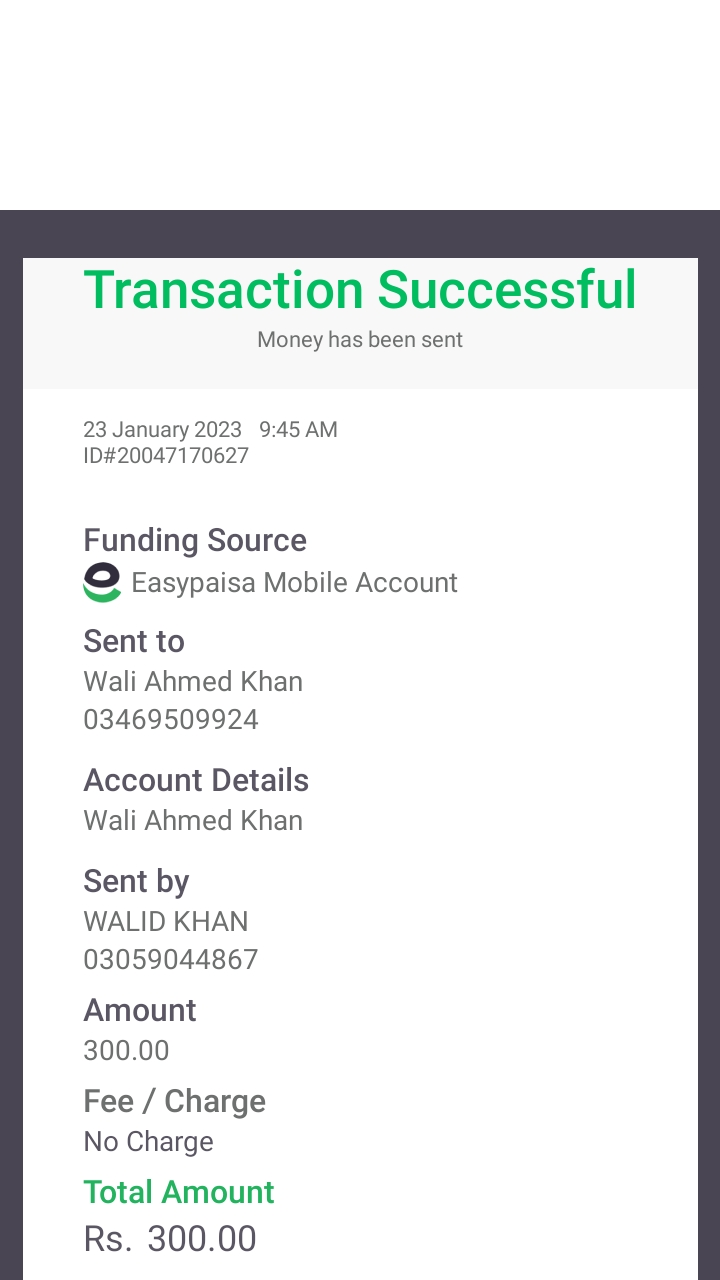 Transaction Successful
Money has been sent
23 January 2023 9:45 AM
ID#20047170627
Funding Source
Easypaisa Mobile Account
Sent to
Wali Ahmed Khan
03469509924
Account Details
Wali Ahmed Khan
Sent by
WALID KHAN
03059044867
Amount
300.00
Fee / Charge
No Charge
Total Amount
Rs. 300.00